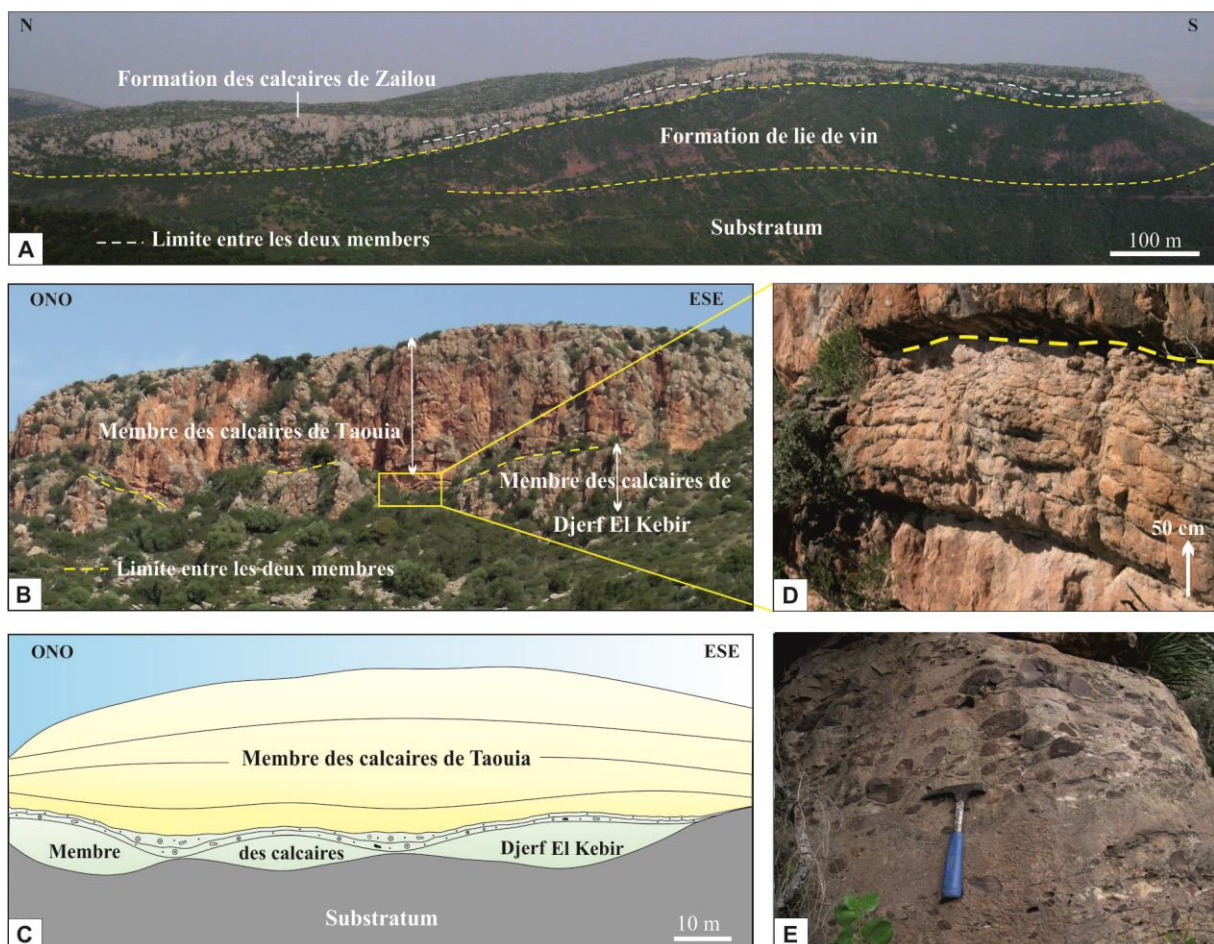 N
S
Formation des calcaires de Zailou
Formation de lie de vin
Substratum
Limite entre les deux members
A
100 m
ONO
ESE
Membre des calcaires de Taouia
Membre des calcaires de
Djerf El Kebir
Limite entre les deux membres
B
50 cm
D
ONO
ESE
Membre des calcaires de Taouia
Membre des calcaires Djerf El Kebir
Substratum
10 m
C
E